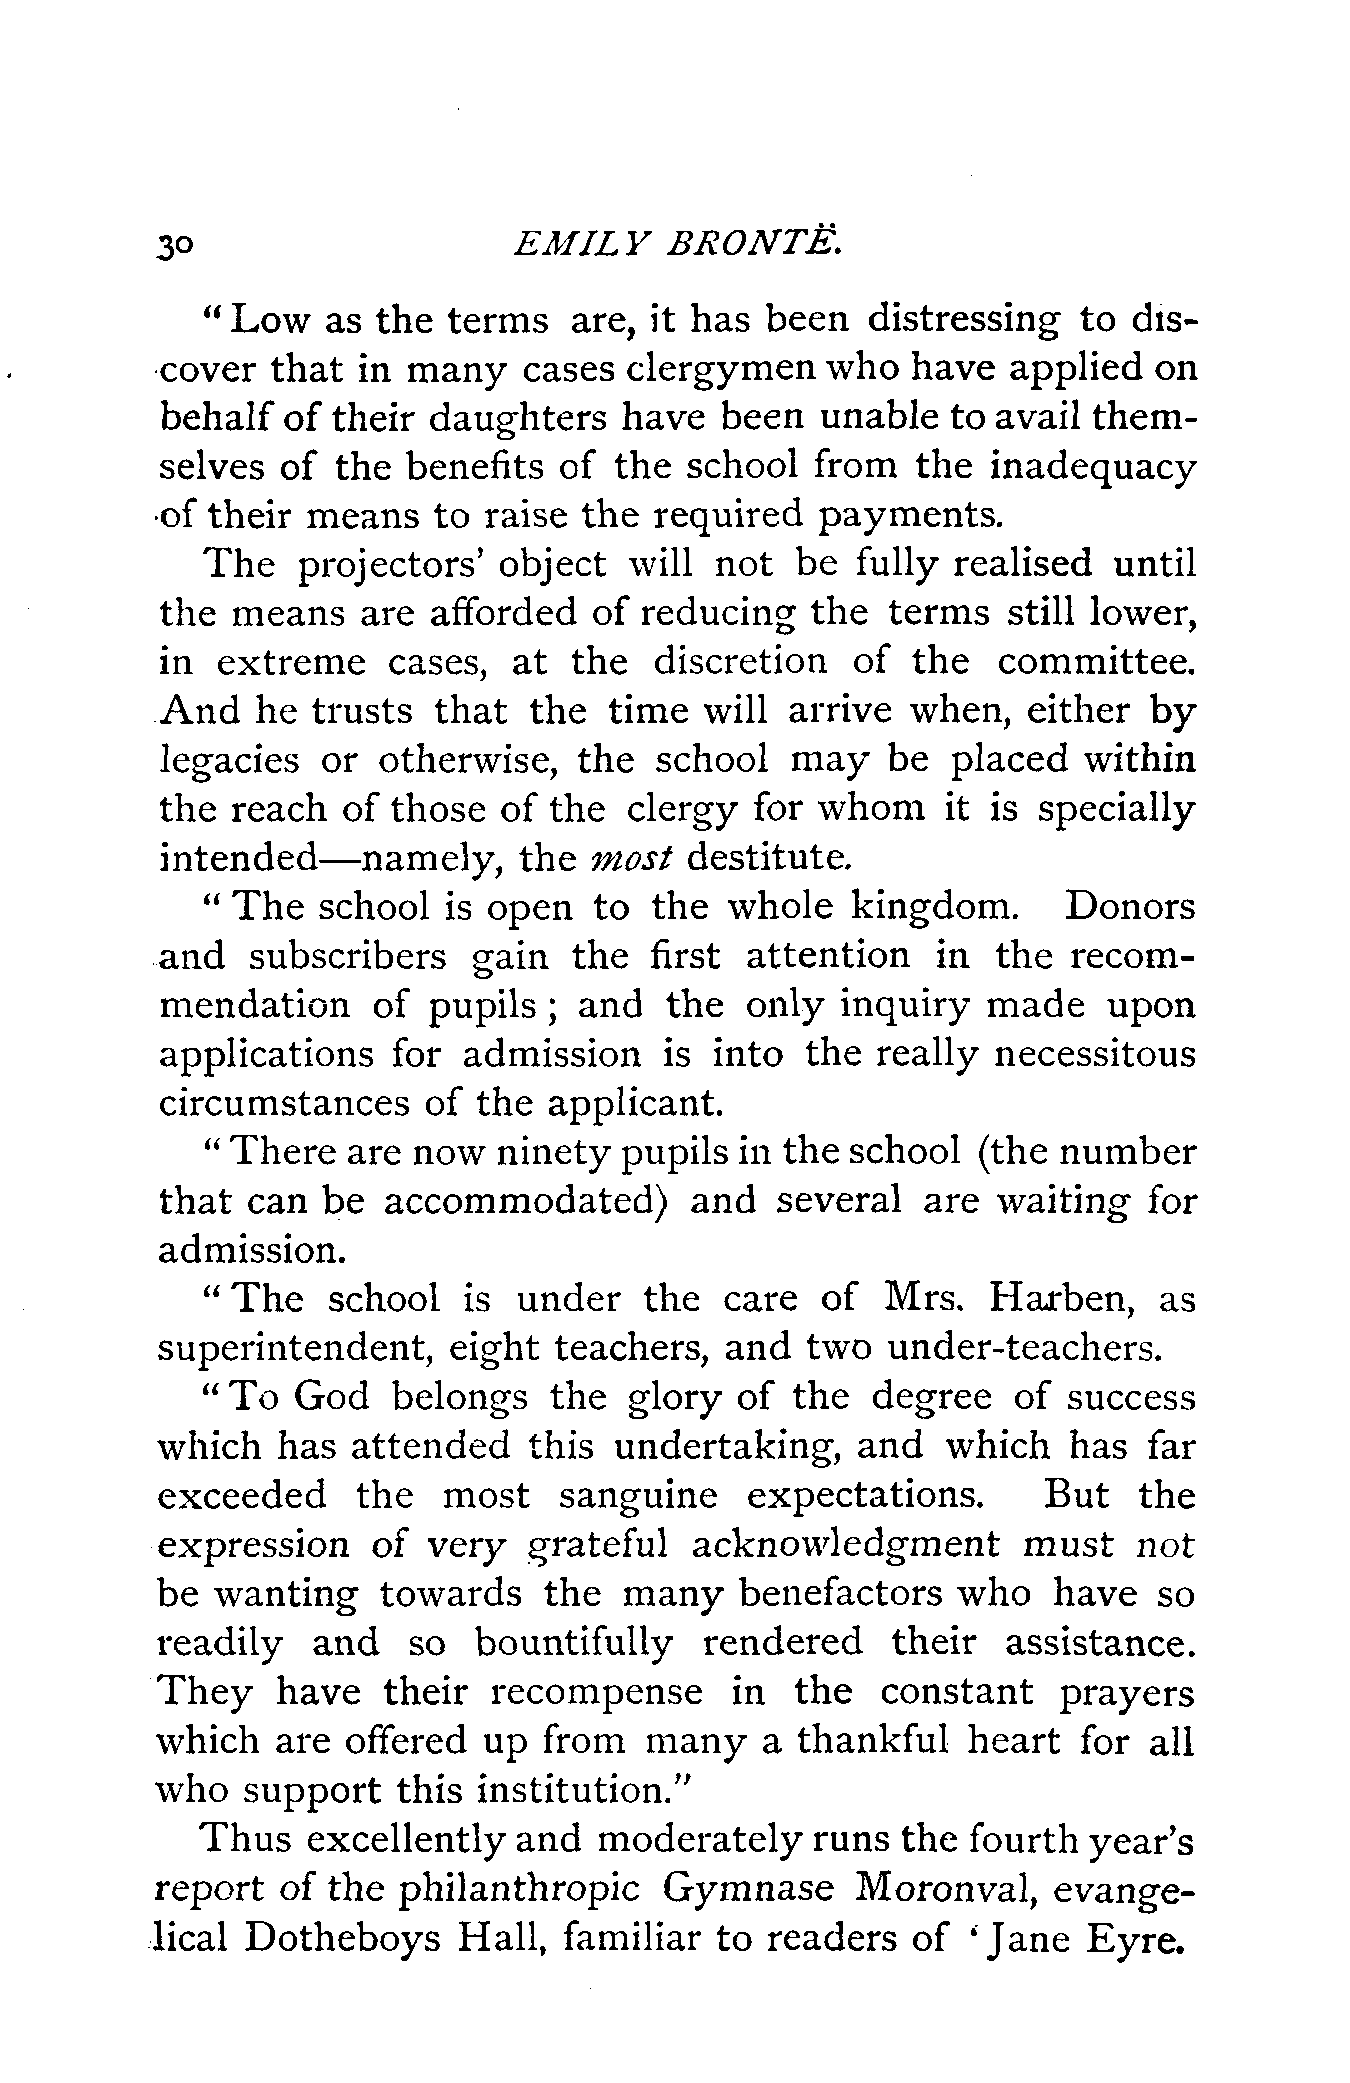 30 EMILY BRONTË.
“Low as the terms are, it has been distressing to dis-
cover that in many cases clergymen who have applied on
behalf of their daughters have been unable to avail them-
selves of the benefits of the school from the inadequacy
of their means to raise the required payments.
The projectors’ object will not be fully realised until
the means are afforded of reducing the terms still lower,
in extreme cases, at the discretion of the committee.
And he trusts that the time will arrive when, either by
legacies or otherwise, the school may be placed within
the reach of those of the clergy for whom it is specially
intended—namely, the most destitute.
“The school is open to the whole kingdom. Donors
and subscribers gain the first attention in the recom-
mendation of pupils; and the only inquiry made upon
applications for admission is into the really necessitous
circumstances of the applicant.
“There are now ninety pupils in the school (the number
that can be accommodated) and several are waiting for
admission.
“The school is under the care of Mrs. Harben, as
superintendent, eight teachers, and two under-teachers.
“To God belongs the glory of the degree of success
which has attended this undertaking, and which has far
exceeded the most sanguine expectations. But the
expression of very grateful acknowledgment must not
be wanting towards the many benefactors who have so
readily and so bountifully rendered their assistance.
They have their recompense in the constant prayers
which are offered up from many a thankful heart for all
who support this institution.”
Thus excellently and moderately runs the fourth year’s
report of the philanthropic Gymnase Moronval, evange-
lical Dotheboys Hall, familiar to readers of ‘Jane Eyre.